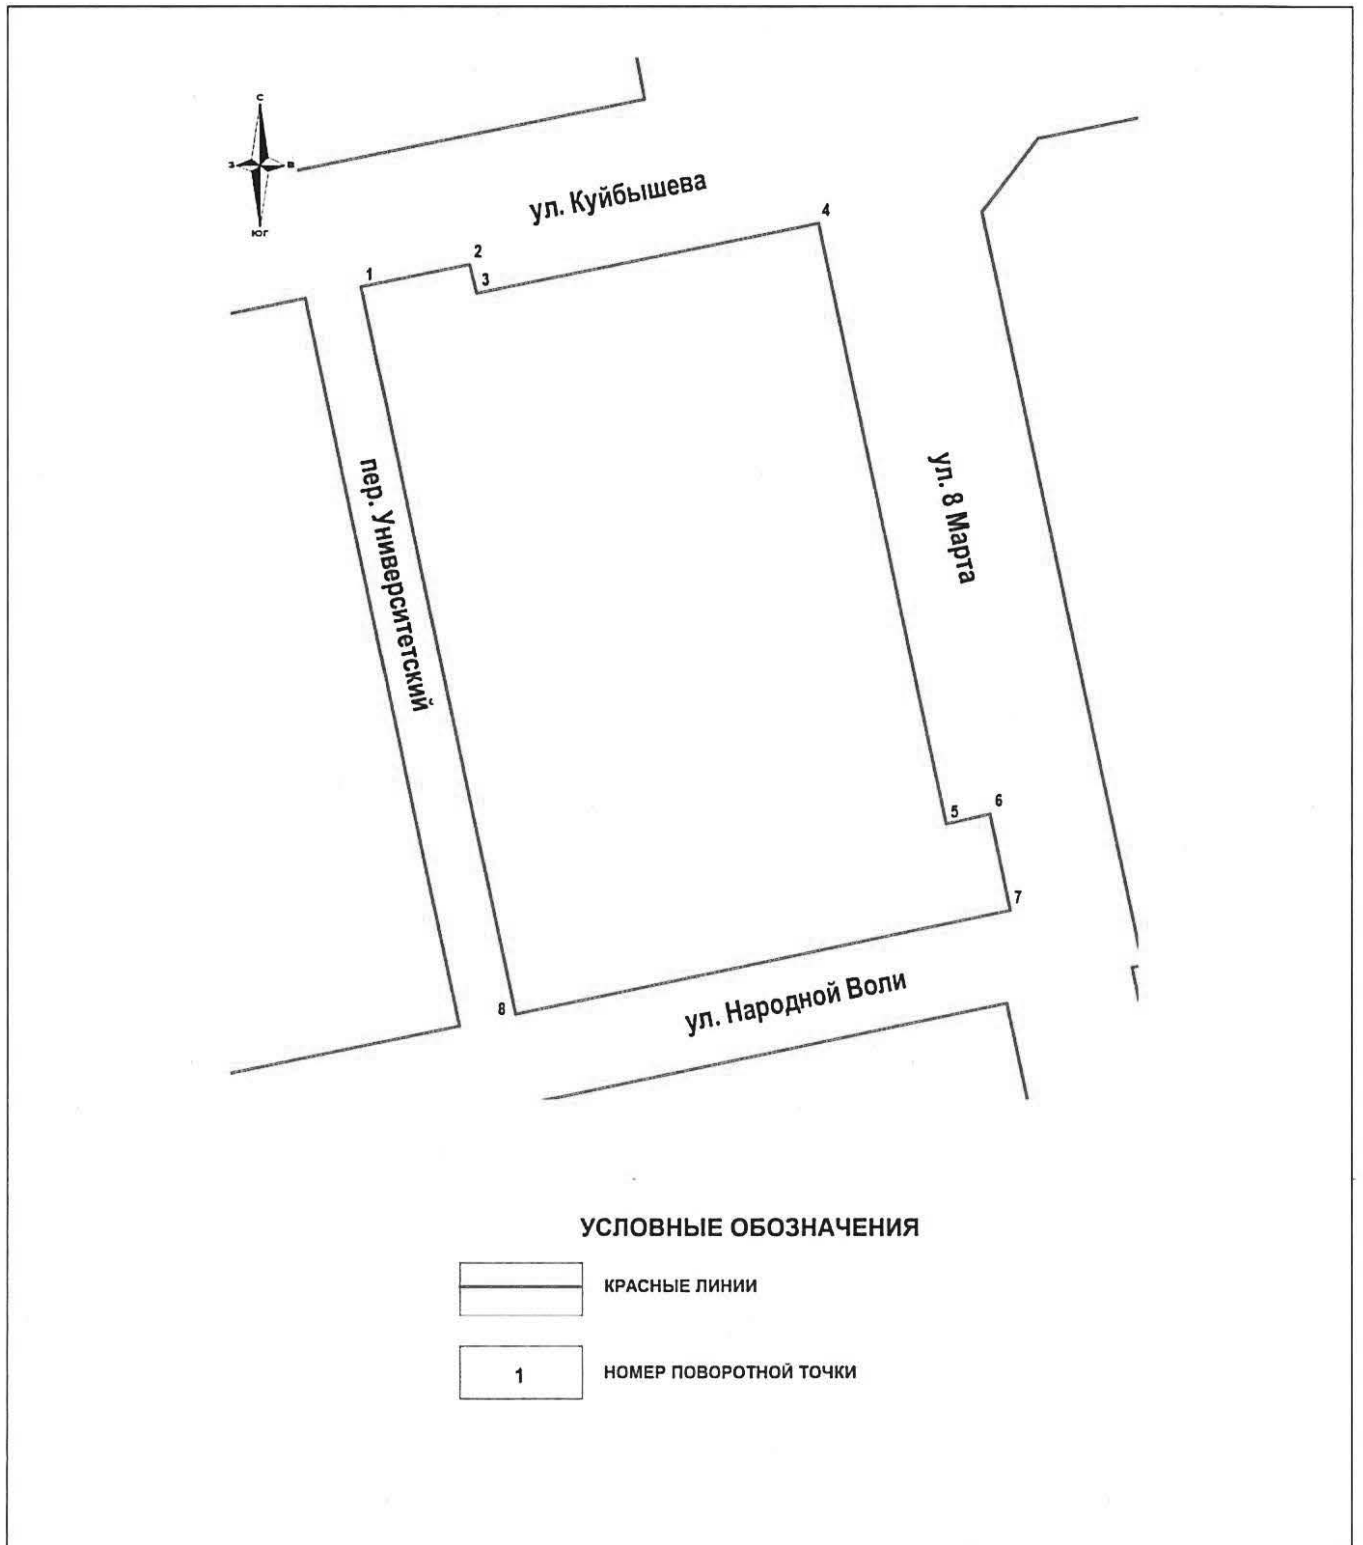 С
З
В
ЮГ
ул. Куйбышева
4
2
1
3
пер. Университетский
ул. 8 Марта
5
6
7
8
ул. Народной Воли
УСЛОВНЫЕ ОБОЗНАЧЕНИЯ
КРАСНЫЕ ЛИНИИ
1
НОМЕР ПОВОРОТНОЙ ТОЧКИ